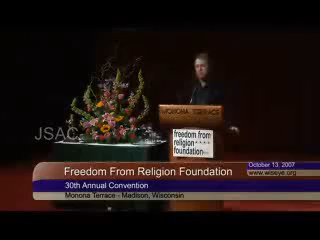 MONONA TERRACE
JSAC
freedom from
religion
foundation
Freedom From Religion Foundation
October 13, 2007
www.wiseye.org
30th Annual Convention
Monona Terrace - Madison, Wisconsin